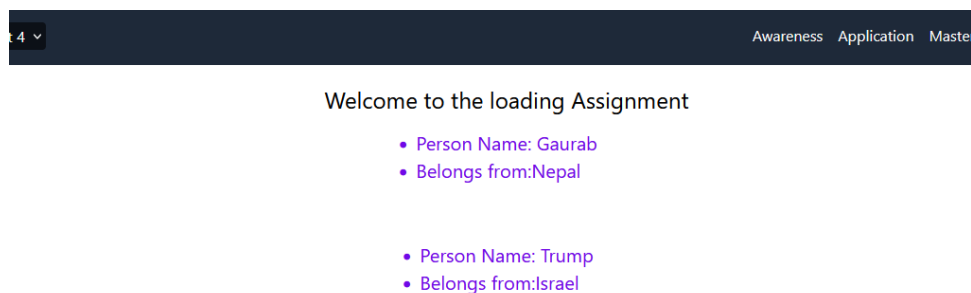 t 4
Awareness Application Master
Welcome to the loading Assignment
Person Name: Gaurab
Belongs from:Nepal
Person Name: Trump
Belongs from:Israel